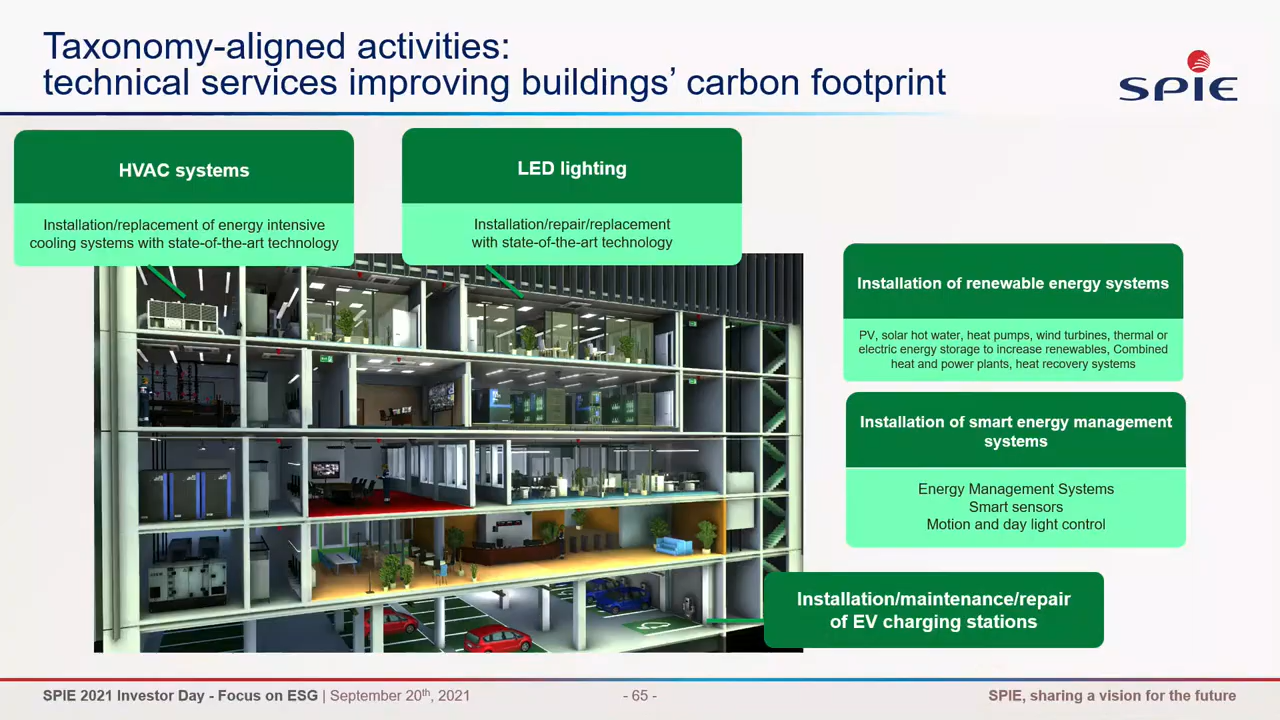 Taxonomy-aligned activities:
technical services improving buildings’ carbon footprint
SPIE
HVAC systems
Installation/replacement of energy intensive
cooling systems with state-of-the-art technology
LED lighting
Installation/repair/replacement
with state-of-the-art technology
Installation of renewable energy systems
PV, solar hot water, heat pumps, wind turbines, thermal or
electric energy storage to increase renewables, Combined
heat and power plants, heat recovery systems
Installation of smart energy management
systems
Energy Management Systems
Smart sensors
Motion and day light control
Installation/maintenance/repair
of EV charging stations
SPIE 2021 Investor Day - Focus on ESG | September 20th, 2021
- 65 -
SPIE, sharing a vision for the future